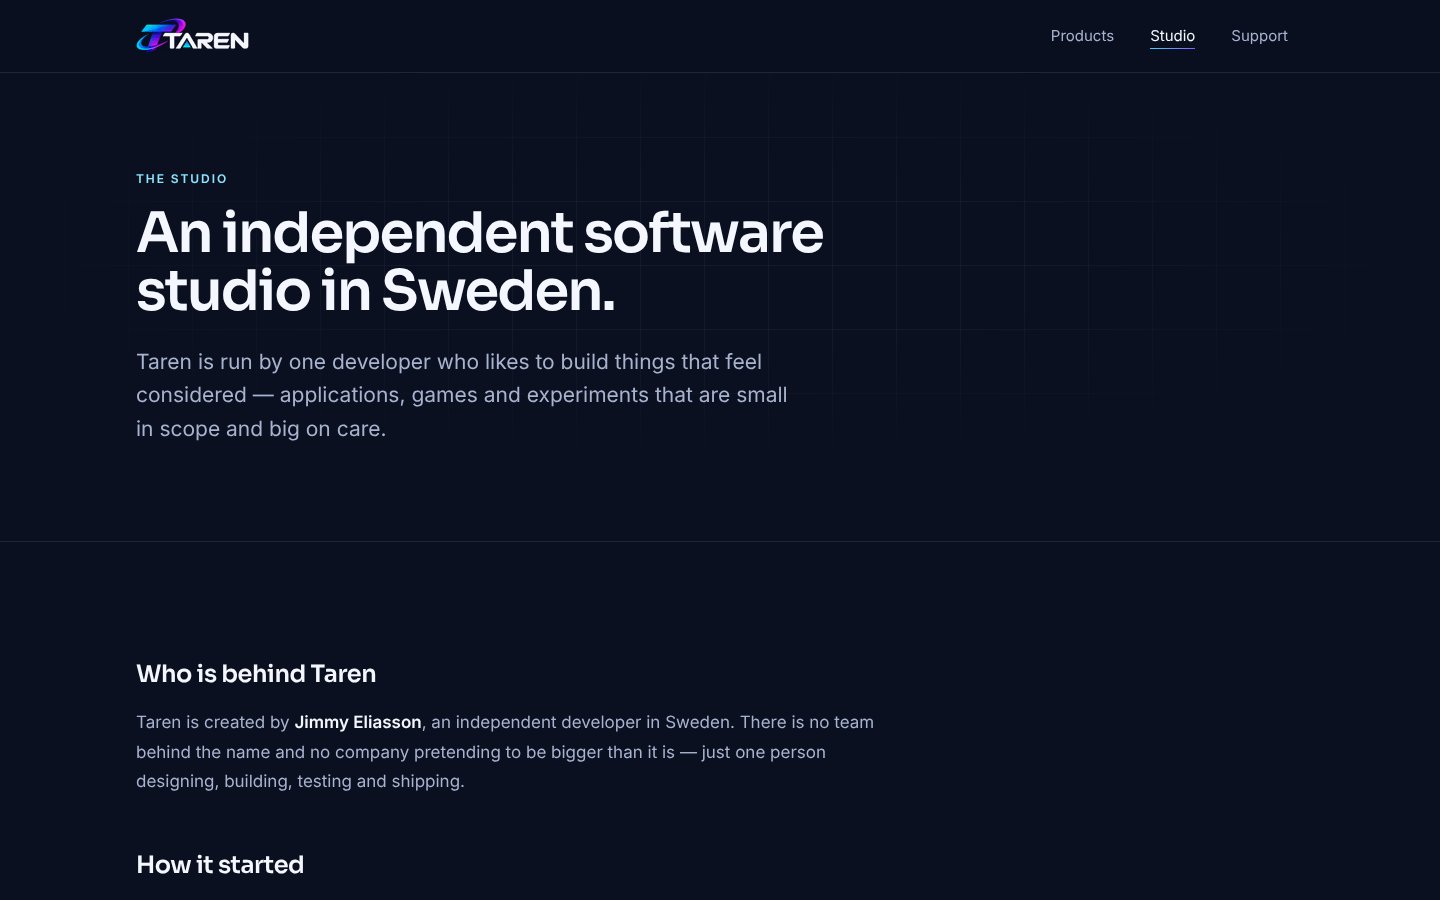 TAREN
Products
Studio
Support
THE STUDIO
An independent software
studio in Sweden.
Taren is run by one developer who likes to build things that feel
considered — applications, games and experiments that are small
in scope and big on care.
Who is behind Taren
Taren is created by Jimmy Eliasson, an independent developer in Sweden. There is no team
behind the name and no company pretending to be bigger than it is — just one person
designing, building, testing and shipping.
How it started